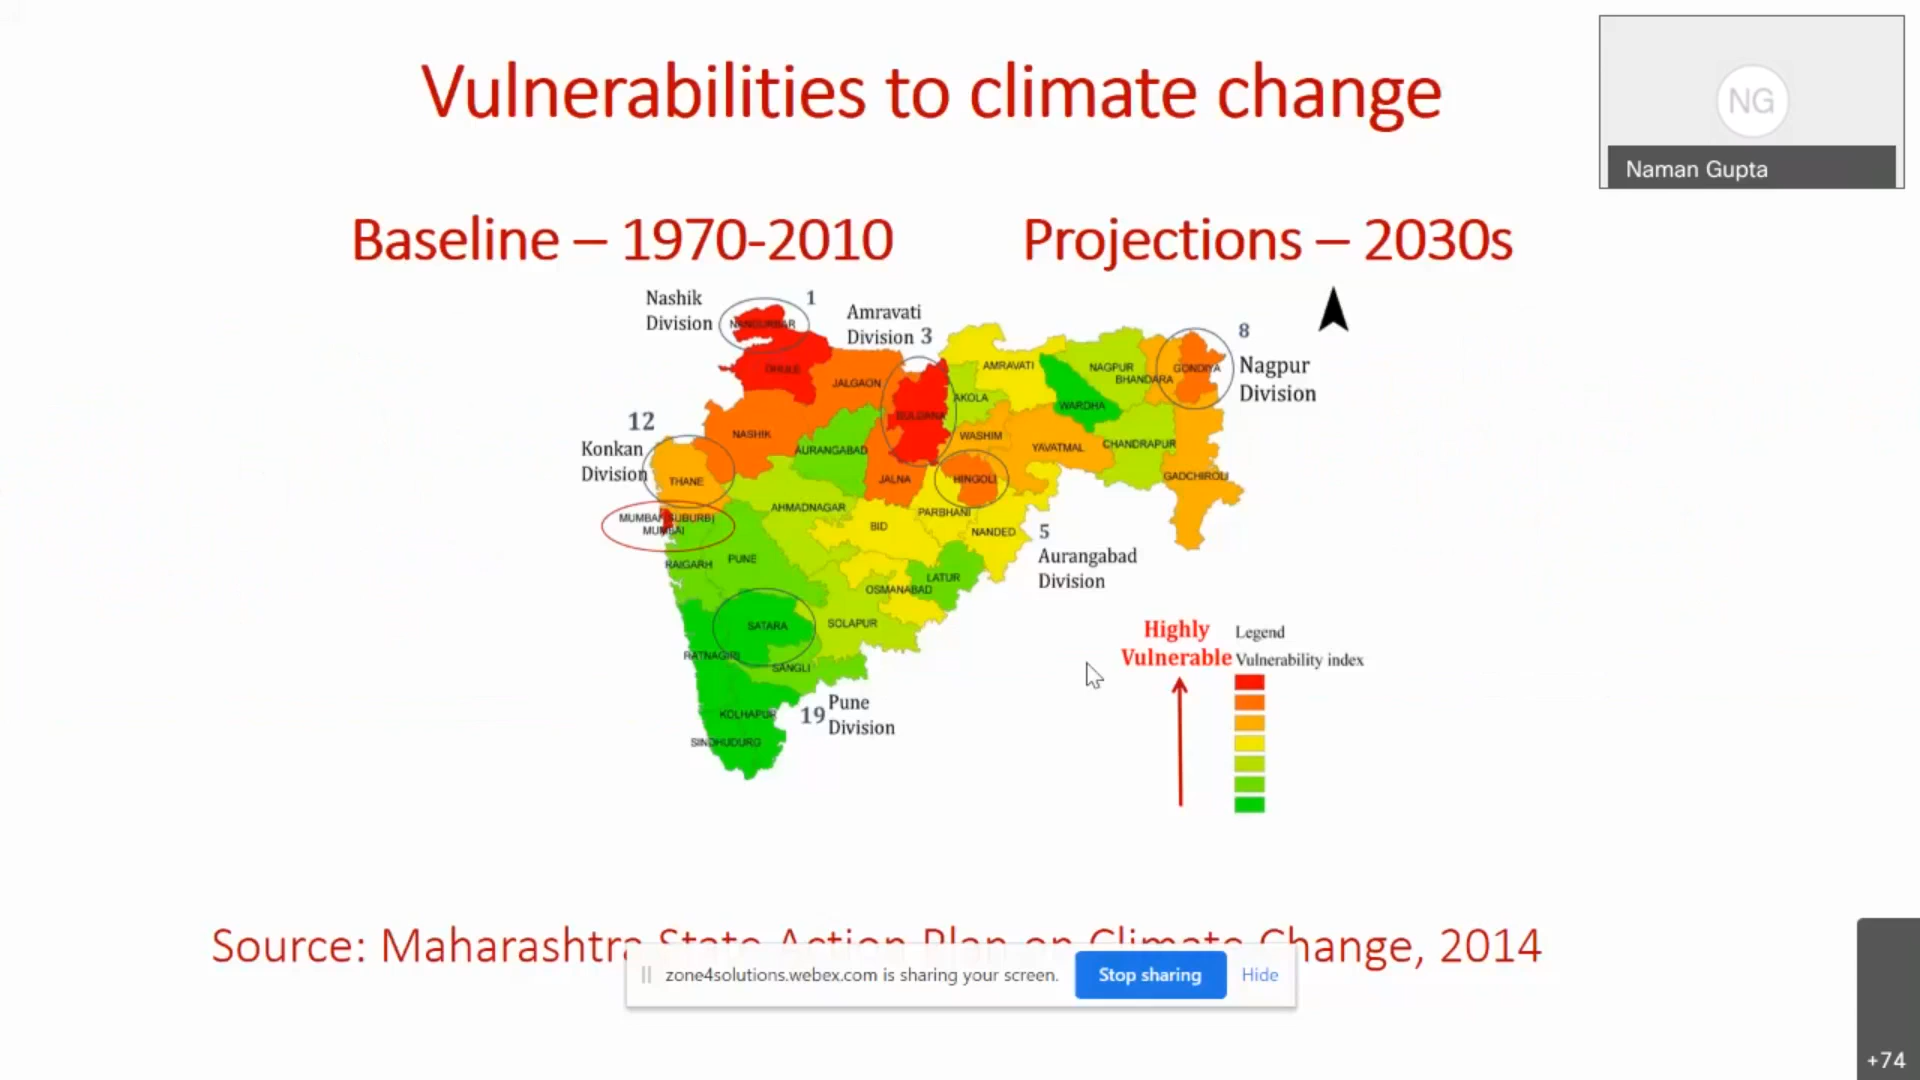 Vulnerabilities to climate change
NG
Naman Gupta
Baseline – 1970-2010
Projections – 2030s
Nashik
Division
1
NANDURBAR
Amravati
Division 3
8
Nagpur
Division
DHULE
JALGAON
BULDANA
AKOLA
AMRAVATI
WARDHA
NAGPUR
BHANDARA
GONDIYA
12
Konkan
Division
NASHIK
AURANGABAD
WASHIM
YAVATMAL
CHANDRAPUR
THANE
JALNA
HINGOLI
GADCHIROLI
MUMBAI (SUBURB)
MUMBAI
AHMADNAGAR
BID
PARBHANI
NANDED
5
Aurangabad
Division
RAIGARH
PUNE
LATUR
OSMANABAD
SATARA
SOLAPUR
RATNAGIRI
SANGLI
KOLHAPUR
SINDHUDURG
19
Pune
Division
Highly
Vulnerable
Legend
Vulnerability index
Source: Maharashtra State Action Plan on Climate Change, 2014
zone4solutions.webex.com is sharing your screen.
Stop sharing
Hide
+74